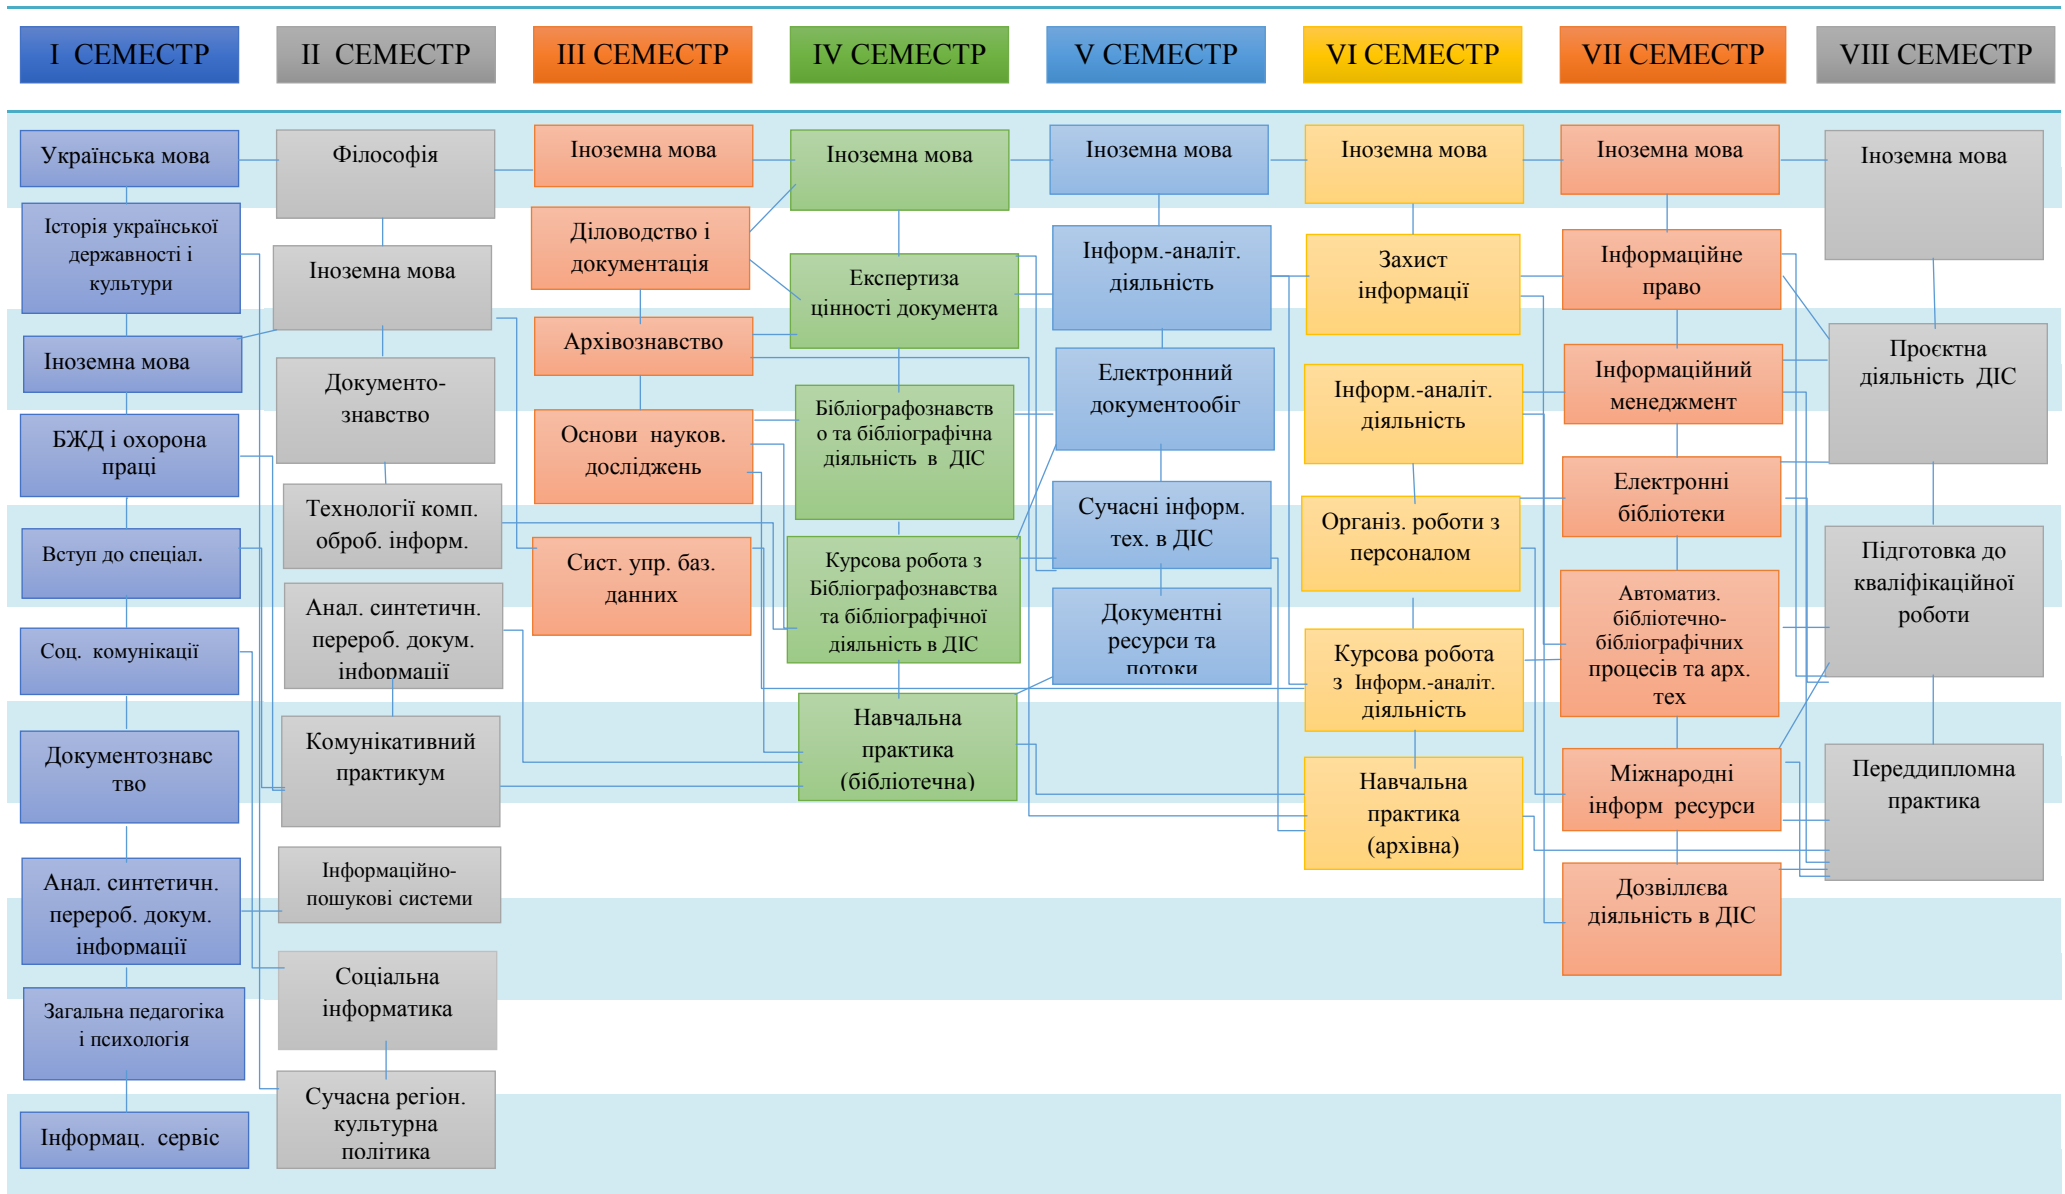 I СЕМЕСТР
II СЕМЕСТР
III СЕМЕСТР
IV СЕМЕСТР
V СЕМЕСТР
VI СЕМЕСТР
VII СЕМЕСТР
VIII СЕМЕСТР
Українська мова
Історія української
державності і
культури
Іноземна мова
БЖД і охорона
праці
Вступ до спеціал.
Соц. комунікації
Документознавс
тво
Анал. синтетичн.
перероб. докум.
інформації
Загальна педагогіка
і психологія
Інформац. сервіс
Філософія
Іноземна мова
Документо-
знавство
Технології комп.
оброб. інформ.
Анал. синтетичн.
перероб. докум.
інформації
Комунікативний
практикум
Інформаційно-
пошукові системи
Соціальна
інформатика
Сучасна регіон.
культурна
політика
Іноземна мова
Діловодство і
документація
Архівознавство
Основи науков.
досліджень
Сист. упр. баз.
данних
Іноземна мова
Експертиза
цінності документа
Бібліографознавств
о та бібліографічна
діяльність в ДІС
Курсова робота з
Бібліографознавства
та бібліографічної
діяльність в ДІС
Навчальна
практика
(бібліотечна)
Іноземна мова
Інформ.-аналіт.
діяльність
Електронний
документообіг
Сучасні інформ.
тех. в ДІС
Документні
ресурси та
потоки
Іноземна мова
Захист
інформації
Інформ.-аналіт.
діяльність
Організ. роботи з
персоналом
Курсова робота
з Інформ.-аналіт.
діяльність
Навчальна
практика
(архівна)
Іноземна мова
Інформаційне
право
Інформаційний
менеджмент
Електронні
бібліотеки
Автоматиз.
бібліотечно-
бібліографічних
процесів та арх.
тех
Міжнародні
інформ ресурси
Дозвіллєва
діяльність в ДІС
Іноземна мова
Проєктна
діяльність ДІС
Підготовка до
кваліфікаційної
роботи
Переддипломна
практика